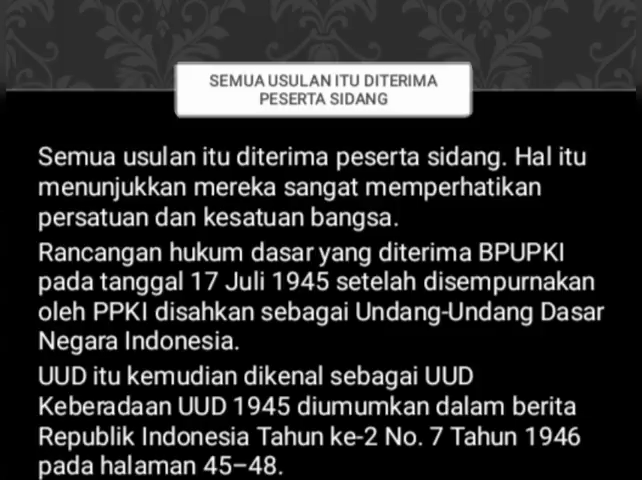 SEMUA USULAN ITU DITERIMA
PESERTA SIDANG
Semua usulan itu diterima peserta sidang. Hal itu
menunjukkan mereka sangat memperhatikan
persatuan dan kesatuan bangsa.
Rancangan hukum dasar yang diterima BPUPKI
pada tanggal 17 Juli 1945 setelah disempurnakan
oleh PPKI disahkan sebagai Undang-Undang Dasar
Negara Indonesia.
UUD itu kemudian dikenal sebagai UUD
Keberadaan UUD 1945 diumumkan dalam berita
Republik Indonesia Tahun ke-2 No. 7 Tahun 1946
pada halaman 45–48.